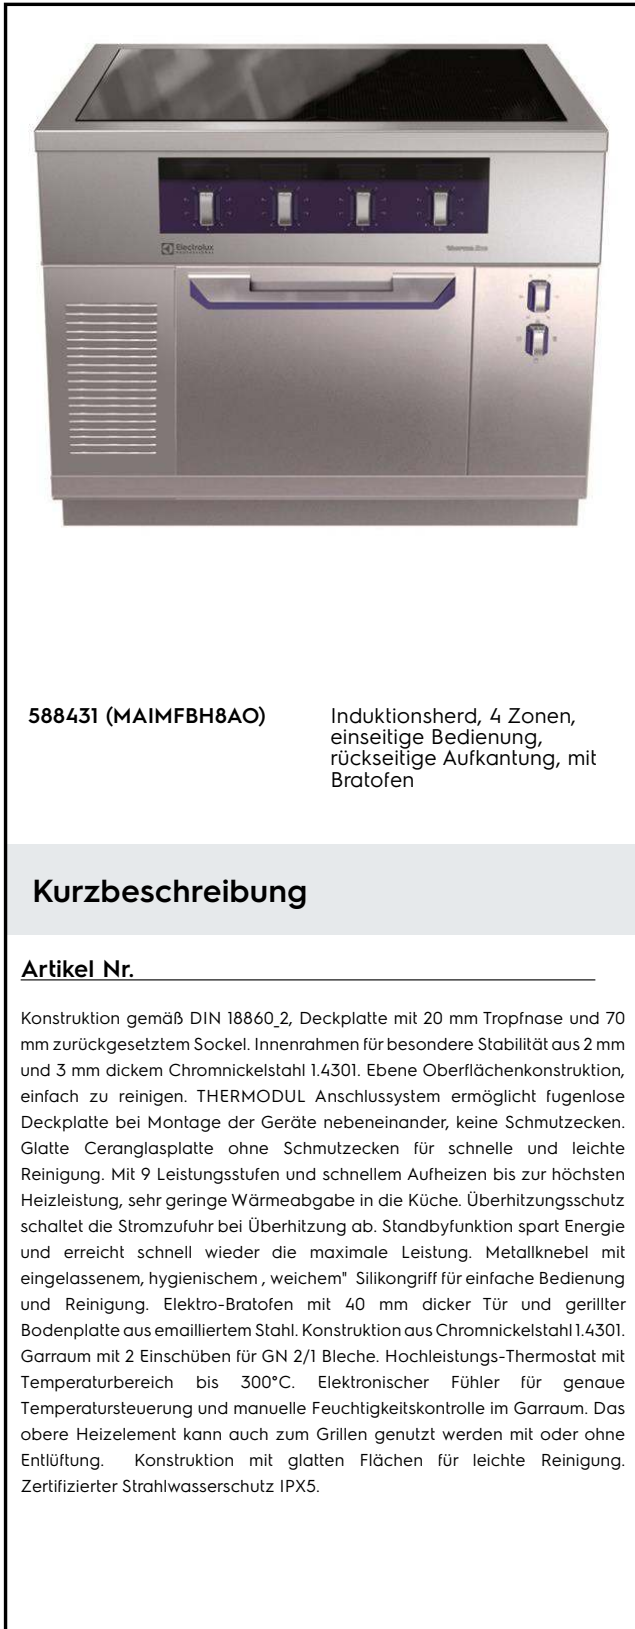 Electrolux
PROFESSIONAL
588431 (MAIMFBH8AO)
Induktionsherd, 4 Zonen,
einseitige Bedienung,
rückseitige Aufkantung, mit
Bratofen
Kurzbeschreibung
Artikel Nr.
Konstruktion gemäß DIN 18860_2, Deckplatte mit 20 mm Tropfnase und 70
mm zurückgesetztem Sockel. Innenrahmen für besondere Stabilität aus 2 mm
und 3 mm dickem Chromnickelstahl 1.4301. Ebene Oberflächenkonstruktion,
einfach zu reinigen. THERMODUL Anschlussystem ermöglicht fugenlose
Deckplatte bei Montage der Geräte nebeneinander, keine Schmutzecken.
Glatte Ceranglasplatte ohne Schmutzecken für schnelle und leichte
Reinigung. Mit 9 Leistungsstufen und schnellem Aufheizen bis zur höchsten
Heizleistung, sehr geringe Wärmeabgabe in die Küche. Überhitzungsschutz
schaltet die Stromzufuhr bei Überhitzung ab. Standbyfunktion spart Energie
und erreicht schnell wieder die maximale Leistung. Metallknebel mit
eingelassenem, hygienischem , weichem" Silikongriff für einfache Bedienung
und Reinigung. Elektro-Bratofen mit 40 mm dicker Tür und gerillter
Bodenplatte aus emailliertem Stahl. Konstruktion aus Chromnickelstahl 1.4301.
Garraum mit 2 Einschüben für GN 2/1 Bleche. Hochleistungs-Thermostat mit
Temperaturbereich bis 300°C. Elektronischer Fühler für genaue
Temperatursteuerung und manuelle Feuchtigkeitskontrolle im Garraum. Das
obere Heizelement kann auch zum Grillen genutzt werden mit oder ohne
Entlüftung. Konstruktion mit glatten Flächen für leichte Reinigung.
Zertifizierter Strahlwasserschutz IPX5.